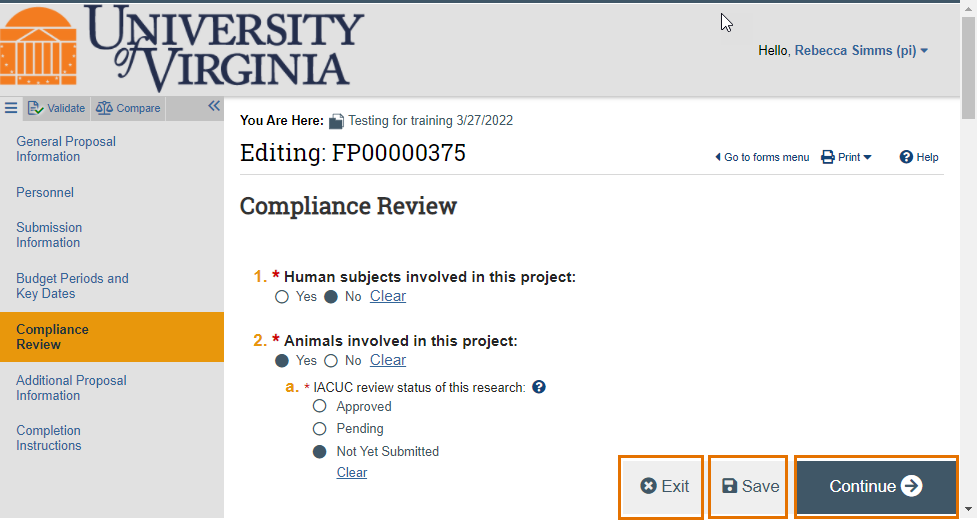 UNIVERSITY
of VIRGINIA
Hello, Rebecca Simms (pi)
Validate Compare
You Are Here: Testing for training 3/27/2022
General Proposal
Information
Editing: FP00000375
Go to forms menu Print Help
Personnel
Compliance Review
Submission
Information
Budget Periods and
Key Dates
1. * Human subjects involved in this project:
Yes No Clear
Compliance
Review
2. * Animals involved in this project:
Yes No Clear
Additional Proposal
Information
a. * IACUC review status of this research: ?
Approved
Completion
Instructions
Pending
Not Yet Submitted
Clear
Exit Save Continue